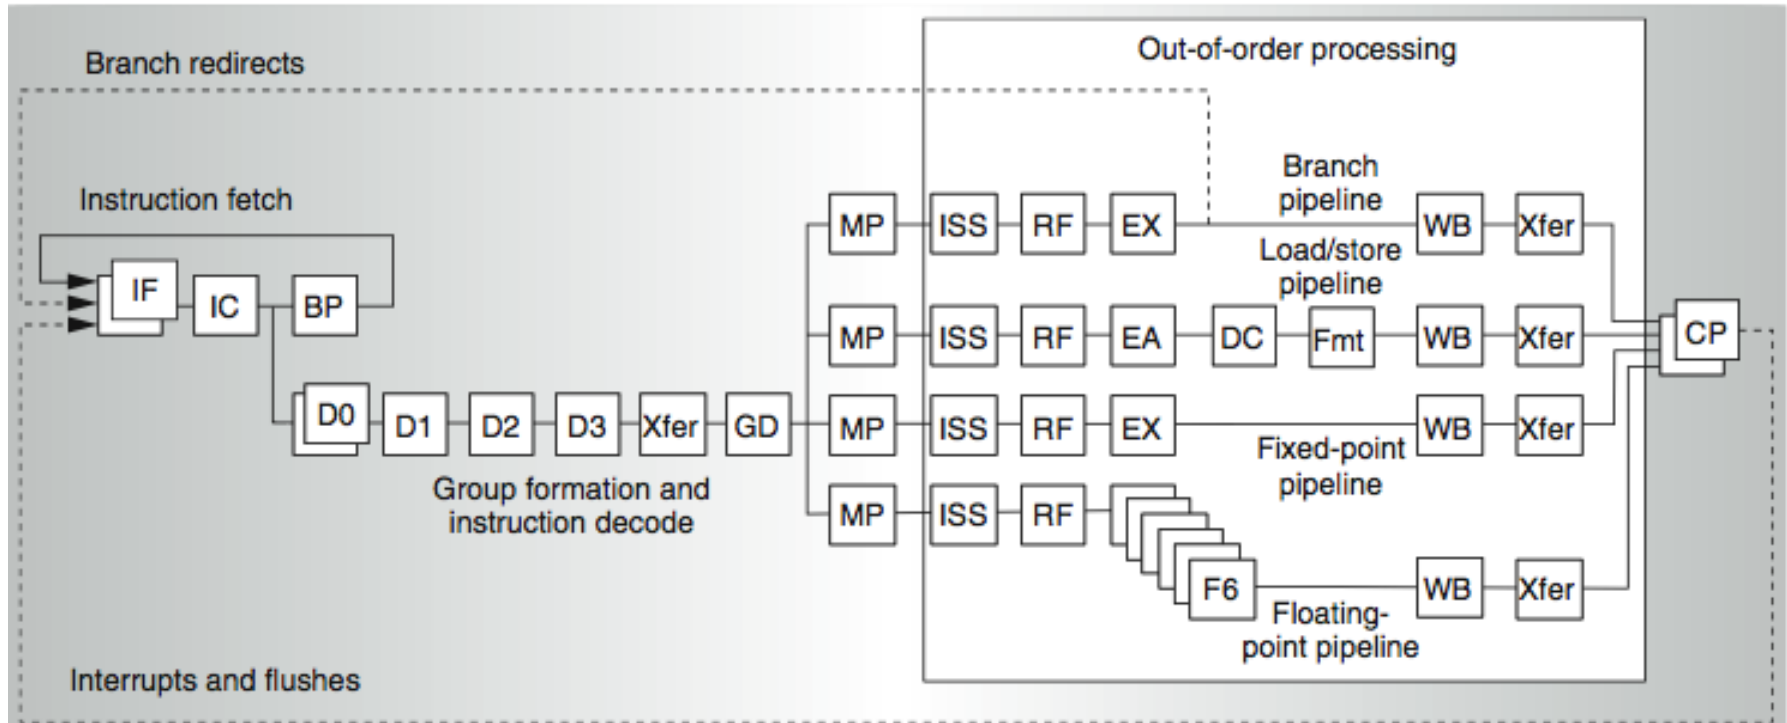 Out-of-order processing
Branch redirects
Instruction fetch
Branch
pipeline
MP ISS RF EX WB Xfer
Load/store
pipeline
IF IC BP
MP ISS RF EA DC Fmt WB Xfer
CP
D0 D1 D2 D3 Xfer GD
MP ISS RF EX WB Xfer
Fixed-point
pipeline
Group formation and
instruction decode
MP ISS RF
F6 WB Xfer
Floating-
point pipeline
Interrupts and flushes